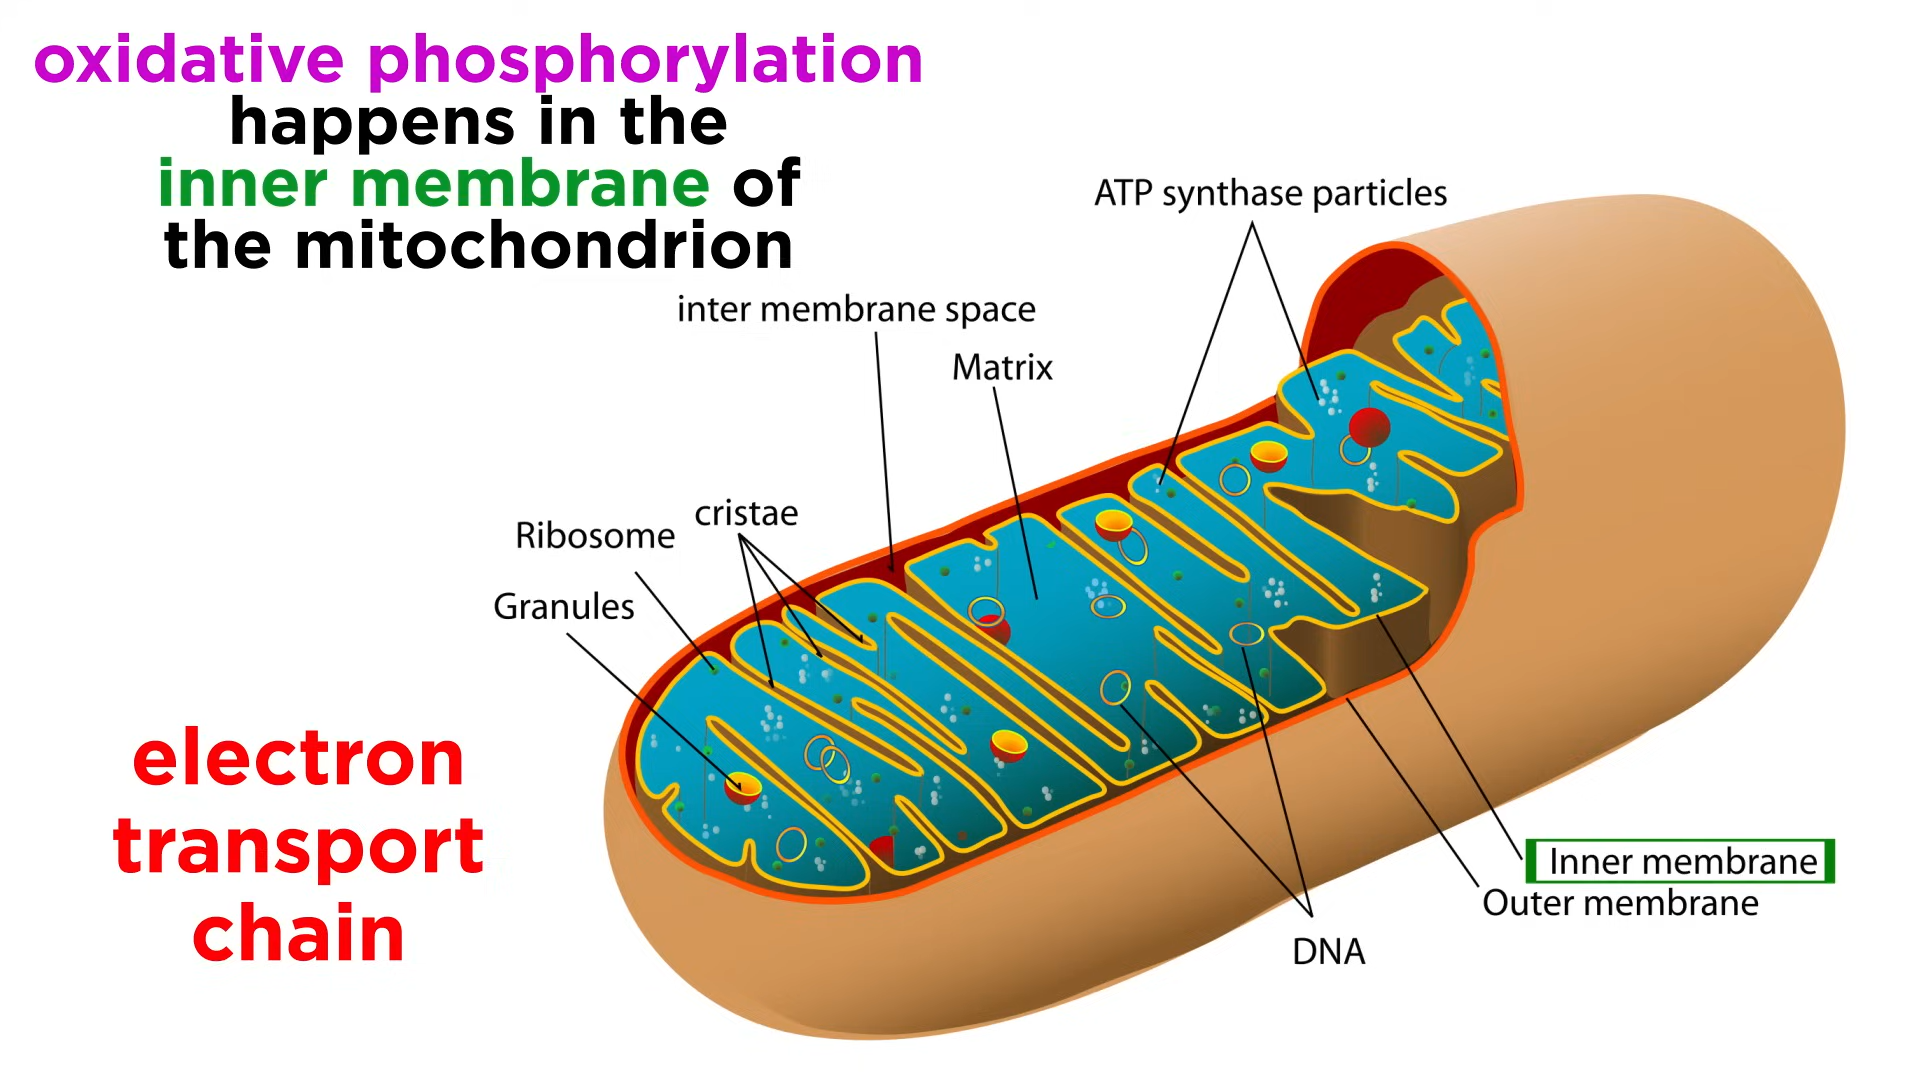 oxidative phosphorylation
happens in the
inner membrane of
the mitochondrion
ATP synthase particles
inter membrane space
Matrix
cristae
Ribosome
Granules
electron
transport
chain
Inner membrane
Outer membrane
DNA